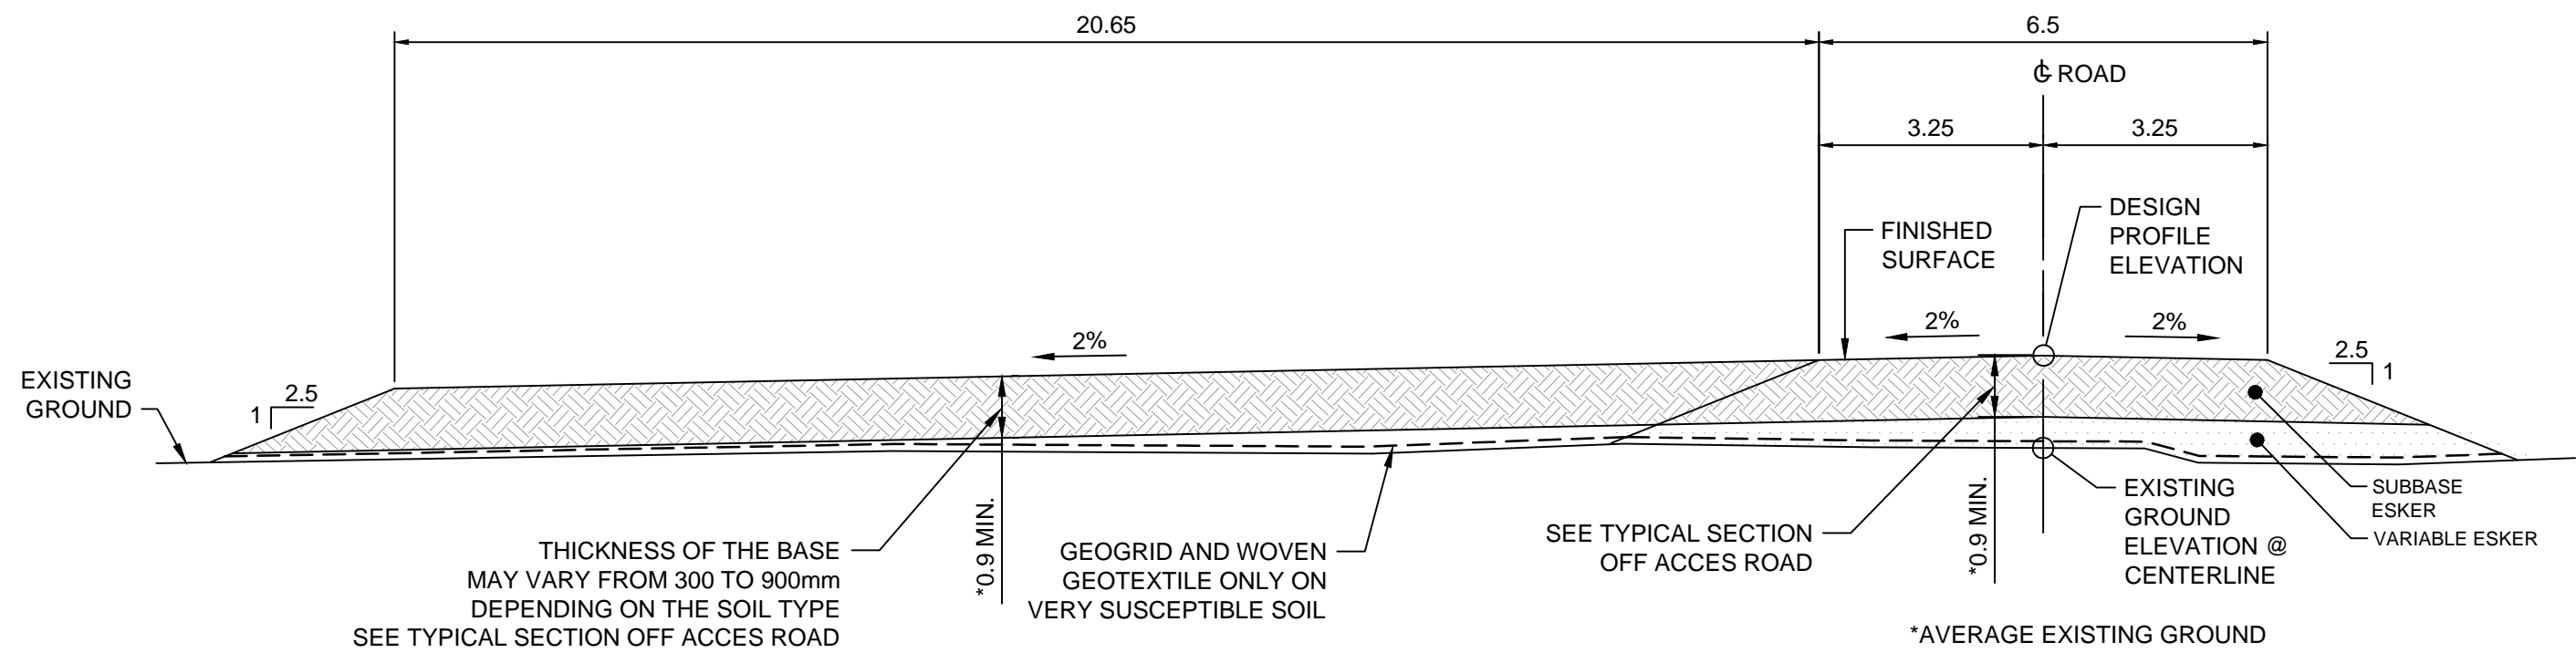 20.65
6.5
℄ ROAD
3.25
3.25
DESIGN
PROFILE
ELEVATION
FINISHED
SURFACE
2%
2%
2%
EXISTING
GROUND
1
2.5
2.5
1
THICKNESS OF THE BASE
MAY VARY FROM 300 TO 900mm
DEPENDING ON THE SOIL TYPE
SEE TYPICAL SECTION OFF ACCES ROAD
*0.9 MIN.
GEOGRID AND WOVEN
GEOTEXTILE ONLY ON
VERY SUSCEPTIBLE SOIL
SEE TYPICAL SECTION
OFF ACCES ROAD
*0.9 MIN.
EXISTING
GROUND
ELEVATION @
CENTERLINE
SUBBASE
ESKER
VARIABLE ESKER
*AVERAGE EXISTING GROUND